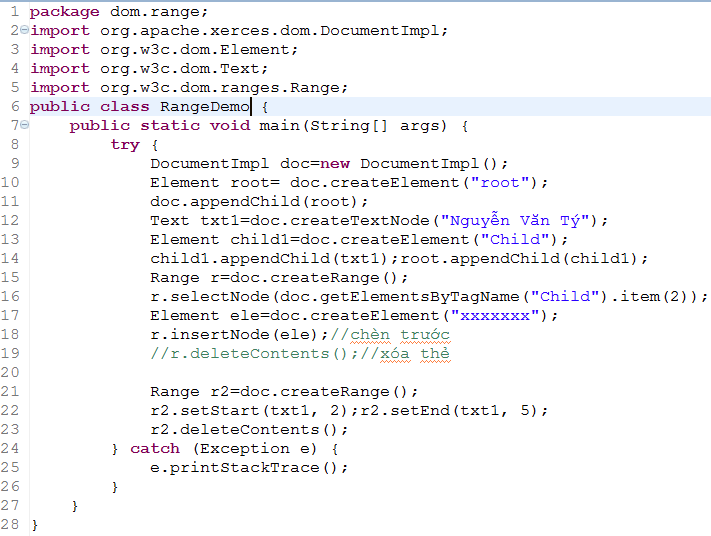 1 package dom.range;
2 import org.apache.xerces.dom.DocumentImpl;
3 import org.w3c.dom.Element;
4 import org.w3c.dom.Text;
5 import org.w3c.dom.ranges.Range;
6 public class RangeDemo {
7     public static void main(String[] args) {
8         try {
9             DocumentImpl doc=new DocumentImpl();
10             Element root= doc.createElement("root");
11             doc.appendChild(root);
12             Text txt1=doc.createTextNode("Nguyễn Văn Tý");
13             Element child1=doc.createElement("Child");
14             child1.appendChild(txt1);root.appendChild(child1);
15             Range r=doc.createRange();
16             r.selectNode(doc.getElementsByTagName("Child").item(2));
17             Element ele=doc.createElement("xxxxxxx");
18             r.insertNode(ele);//chèn trước
19             //r.deleteContents();//xóa thẻ
20
21             Range r2=doc.createRange();
22             r2.setStart(txt1, 2);r2.setEnd(txt1, 5);
23             r2.deleteContents();
24         } catch (Exception e) {
25             e.printStackTrace();
26         }
27     }
28 }